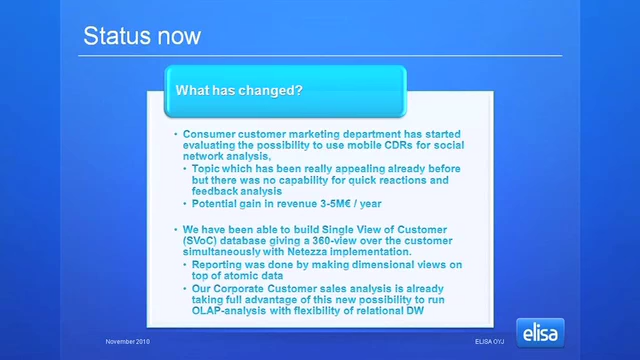 Status now
What has changed?
• Consumer customer marketing department has started
evaluating the possibility to use mobile CDRs for social
network analysis,
• Topic which has been really appealing already before
but there was no capability for quick reactions and
feedback analysis
• Potential gain in revenue 3-5M€ / year
• We have been able to build Single View of Customer
(SVoC) database giving a 360-view over the customer
simultaneously with Netezza implementation.
• Reporting was done by making dimensional views on
top of atomic data
• Our Corporate Customer sales analysis is already
taking full advantage of this new possibility to run
OLAP-analysis with flexibility of relational DW
November 2010
ELISA OYJ
elisa